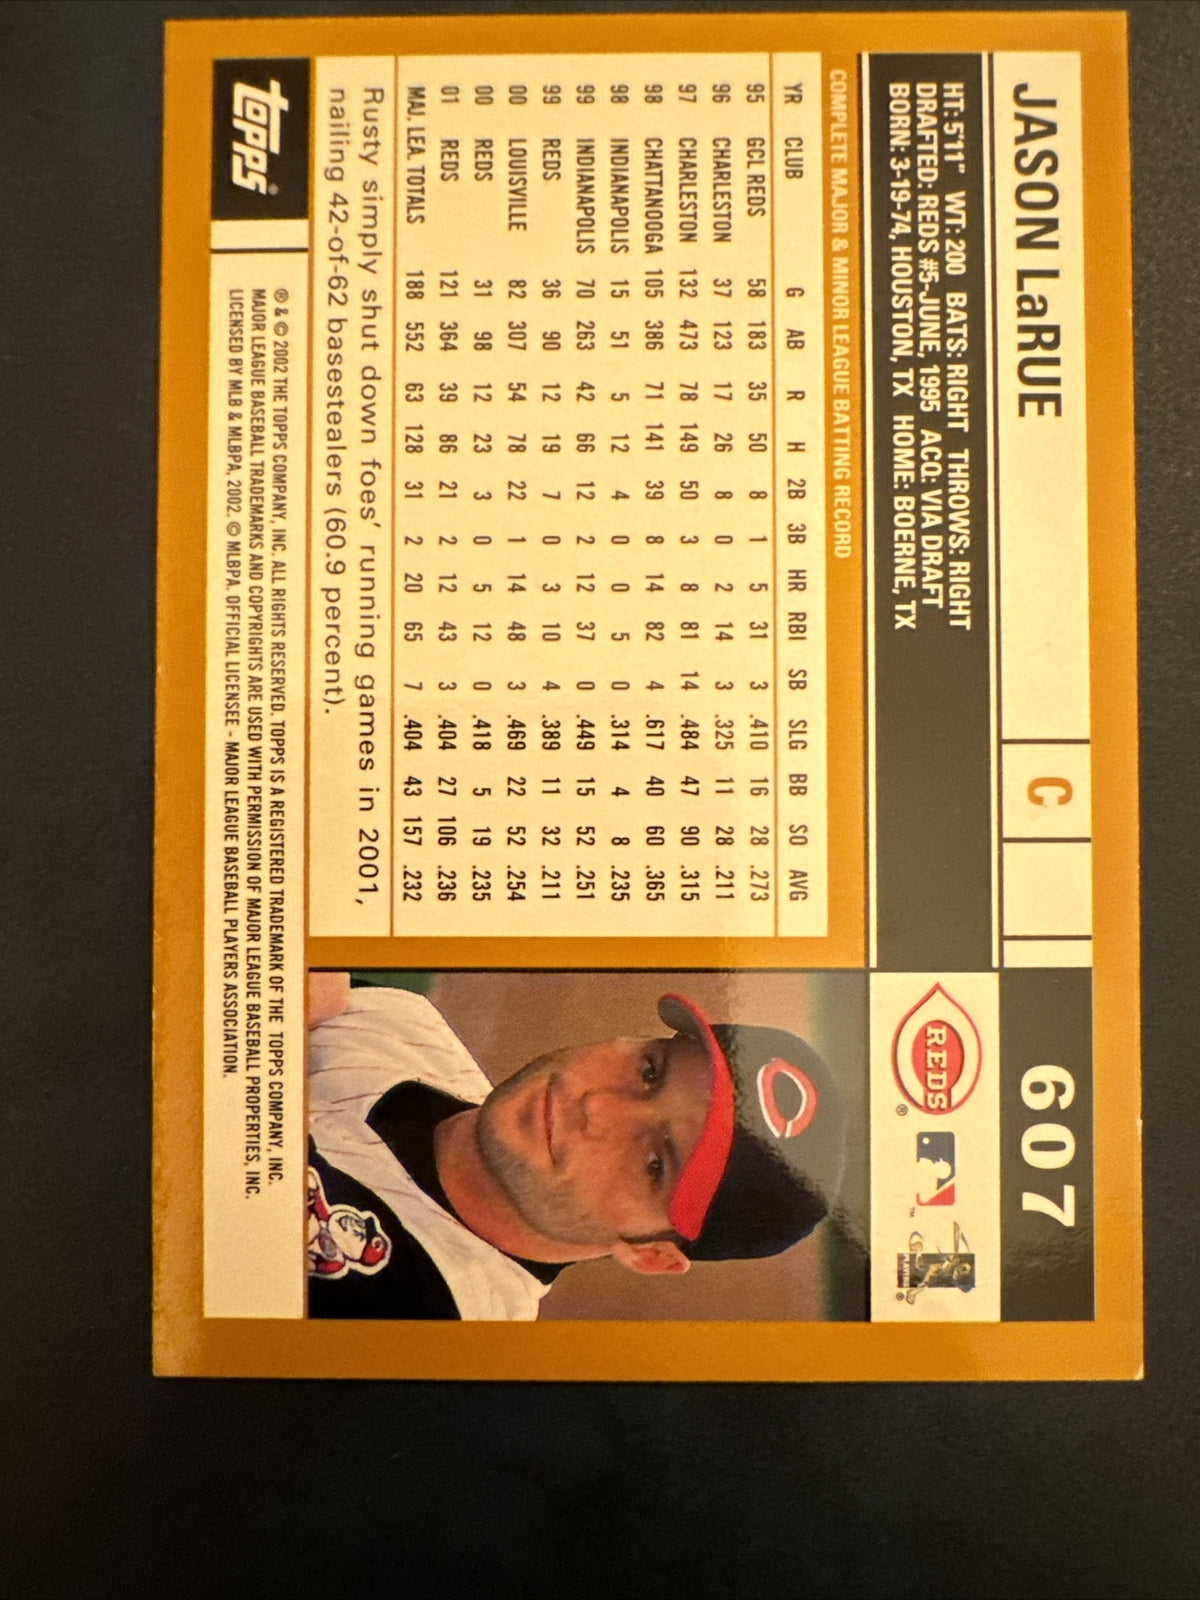 JASON LaRUE C 607
HT: 5'11" WT: 200 BATS: RIGHT THROWS: RIGHT
DRAFTED: REDS #5-JUNE, 1995 ACQ: VIA DRAFT
BORN: 3-19-74, HOUSTON, TX HOME: BOERNE, TX
REDS®
™
®
COMPLETE MAJOR & MINOR LEAGUE BATTING RECORD
YR CLUB G AB R H 2B 3B HR RBI SB SLG BB SO AVG
95 GCL REDS 58 183 35 50 8 1 5 31 3 .410 16 28 .273
96 CHARLESTON 37 123 17 26 8 0 2 14 3 .325 11 28 .211
97 CHARLESTON 132 473 78 149 50 3 8 81 14 .484 47 90 .315
98 CHATTANOOGA 105 386 71 141 39 8 14 82 4 .617 40 60 .365
98 INDIANAPOLIS 15 51 5 12 4 0 0 5 0 .314 4 8 .235
99 INDIANAPOLIS 70 263 42 66 12 2 12 37 0 .449 15 52 .251
99 REDS 36 90 12 19 7 0 3 10 4 .389 11 32 .211
00 LOUISVILLE 82 307 54 78 22 1 14 48 3 .469 22 52 .254
00 REDS 31 98 12 23 3 0 5 12 0 .418 5 19 .235
01 REDS 121 364 39 86 21 2 12 43 3 .404 27 106 .236
MAJ. LEA. TOTALS 188 552 63 128 31 2 20 65 7 .404 43 157 .232
Rusty simply shut down foes' running games in 2001,
nailing 42-of-62 basestealers (60.9 percent).
Topps®
® & © 2002 THE TOPPS COMPANY, INC. ALL RIGHTS RESERVED. TOPPS IS A REGISTERED TRADEMARK OF THE TOPPS COMPANY, INC.
MAJOR LEAGUE BASEBALL TRADEMARKS AND COPYRIGHTS ARE USED WITH PERMISSION OF MAJOR LEAGUE BASEBALL PROPERTIES, INC.
LICENSED BY MLB & MLBPA, 2002. © MLBPA. OFFICIAL LICENSEE - MAJOR LEAGUE BASEBALL PLAYERS ASSOCIATION.